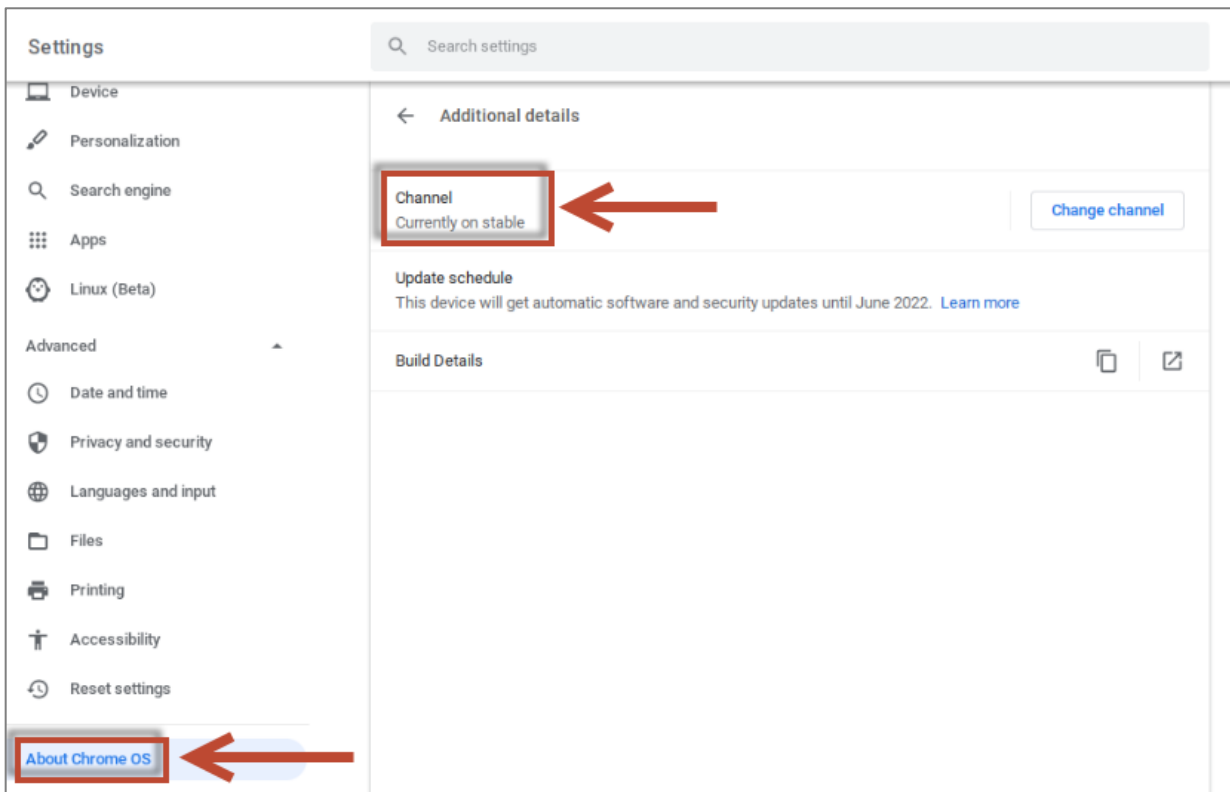 Settings
Search settings
Device
Personalization
Search engine
Apps
Linux (Beta)
Advanced
Date and time
Privacy and security
Languages and input
Files
Printing
Accessibility
Reset settings
About Chrome OS
Additional details
Channel
Currently on stable
Change channel
Update schedule
This device will get automatic software and security updates until June 2022. Learn more
Build Details